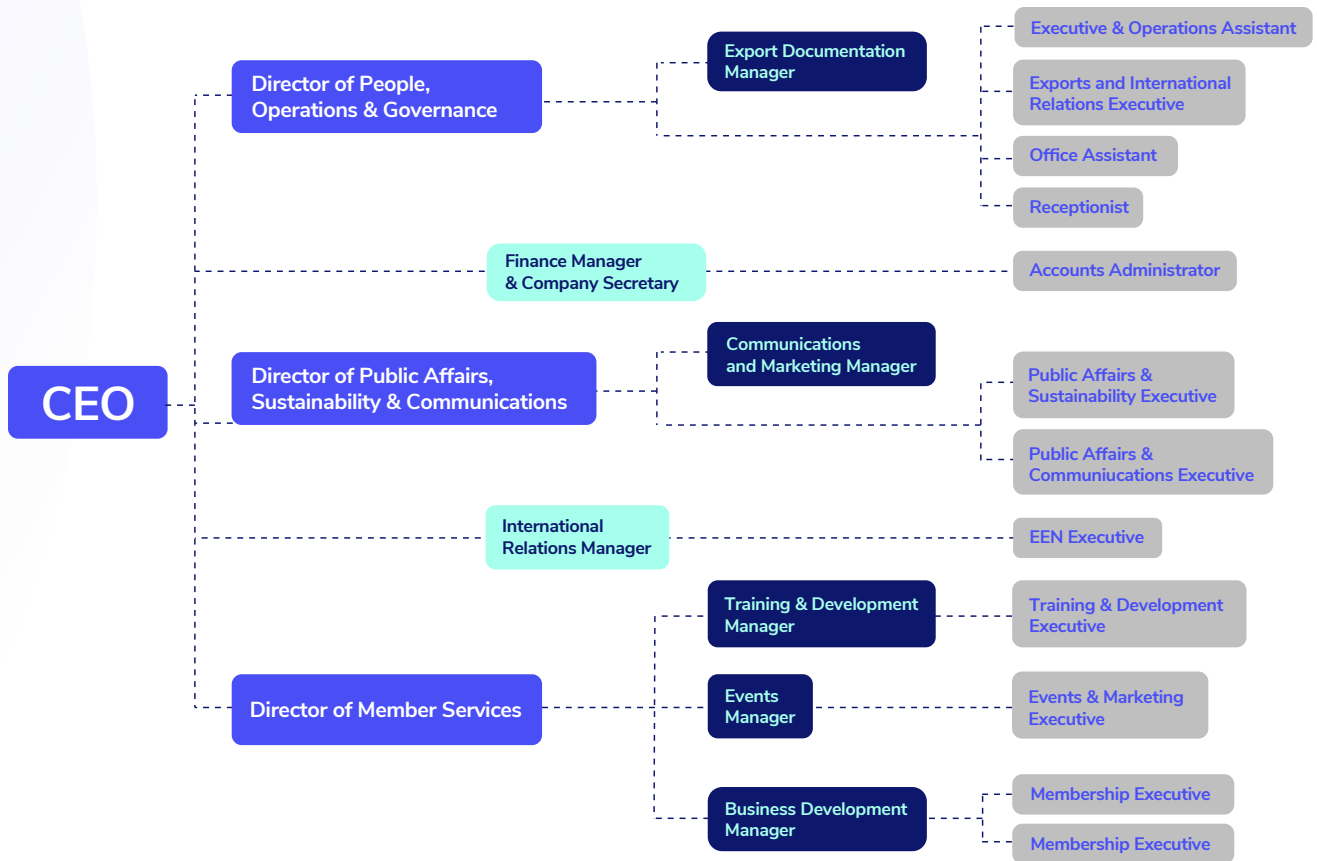 Executive & Operations Assistant
Export Documentation
Manager
Director of People,
Operations & Governance
Exports and International
Relations Executive
Office Assistant
Receptionist
Finance Manager
& Company Secretary
Accounts Administrator
Communications
and Marketing Manager
CEO
Director of Public Affairs,
Sustainability & Communications
Public Affairs &
Sustainability Executive
Public Affairs &
Communiucations Executive
International
Relations Manager
EEN Executive
Training & Development
Manager
Training & Development
Executive
Director of Member Services
Events
Manager
Events & Marketing
Executive
Business Development
Manager
Membership Executive
Membership Executive